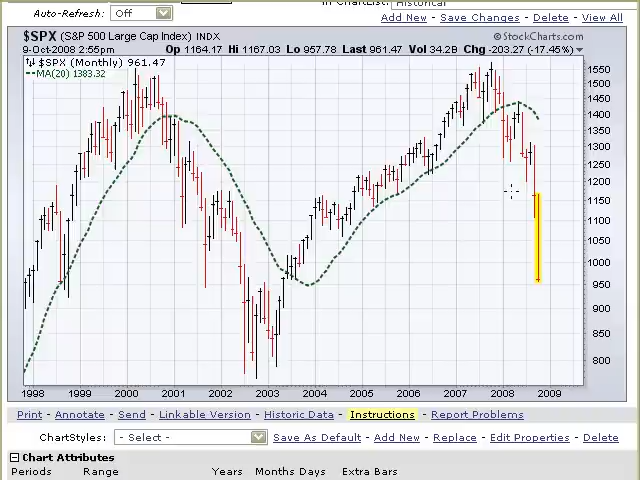 In ChartList: Historical
Auto-Refresh: Off
Add New - Save Changes - Delete - View All
$SPX (S&P 500 Large Cap Index) INDX © StockCharts.com
9-Oct-2008 2:55pm Op 1164.17 Hi 1167.03 Lo 957.78 Last 961.47 Vol 34.2B Chg -203.27 (-17.45%)
$SPX (Monthly) 961.47
MA(20) 1383.32
1550
1500
1450
1400
1350
1300
1250
1200
1150
1100
1050
1000
950
900
850
800
1998 1999 2000 2001 2002 2003 2004 2005 2006 2007 2008 2009
Print - Annotate - Send - Linkable Version - Historic Data - Instructions - Report Problems
ChartStyles: - Select - Save As Default - Add New - Replace - Edit Properties - Delete
Chart Attributes
Periods Range Years Months Days Extra Bars